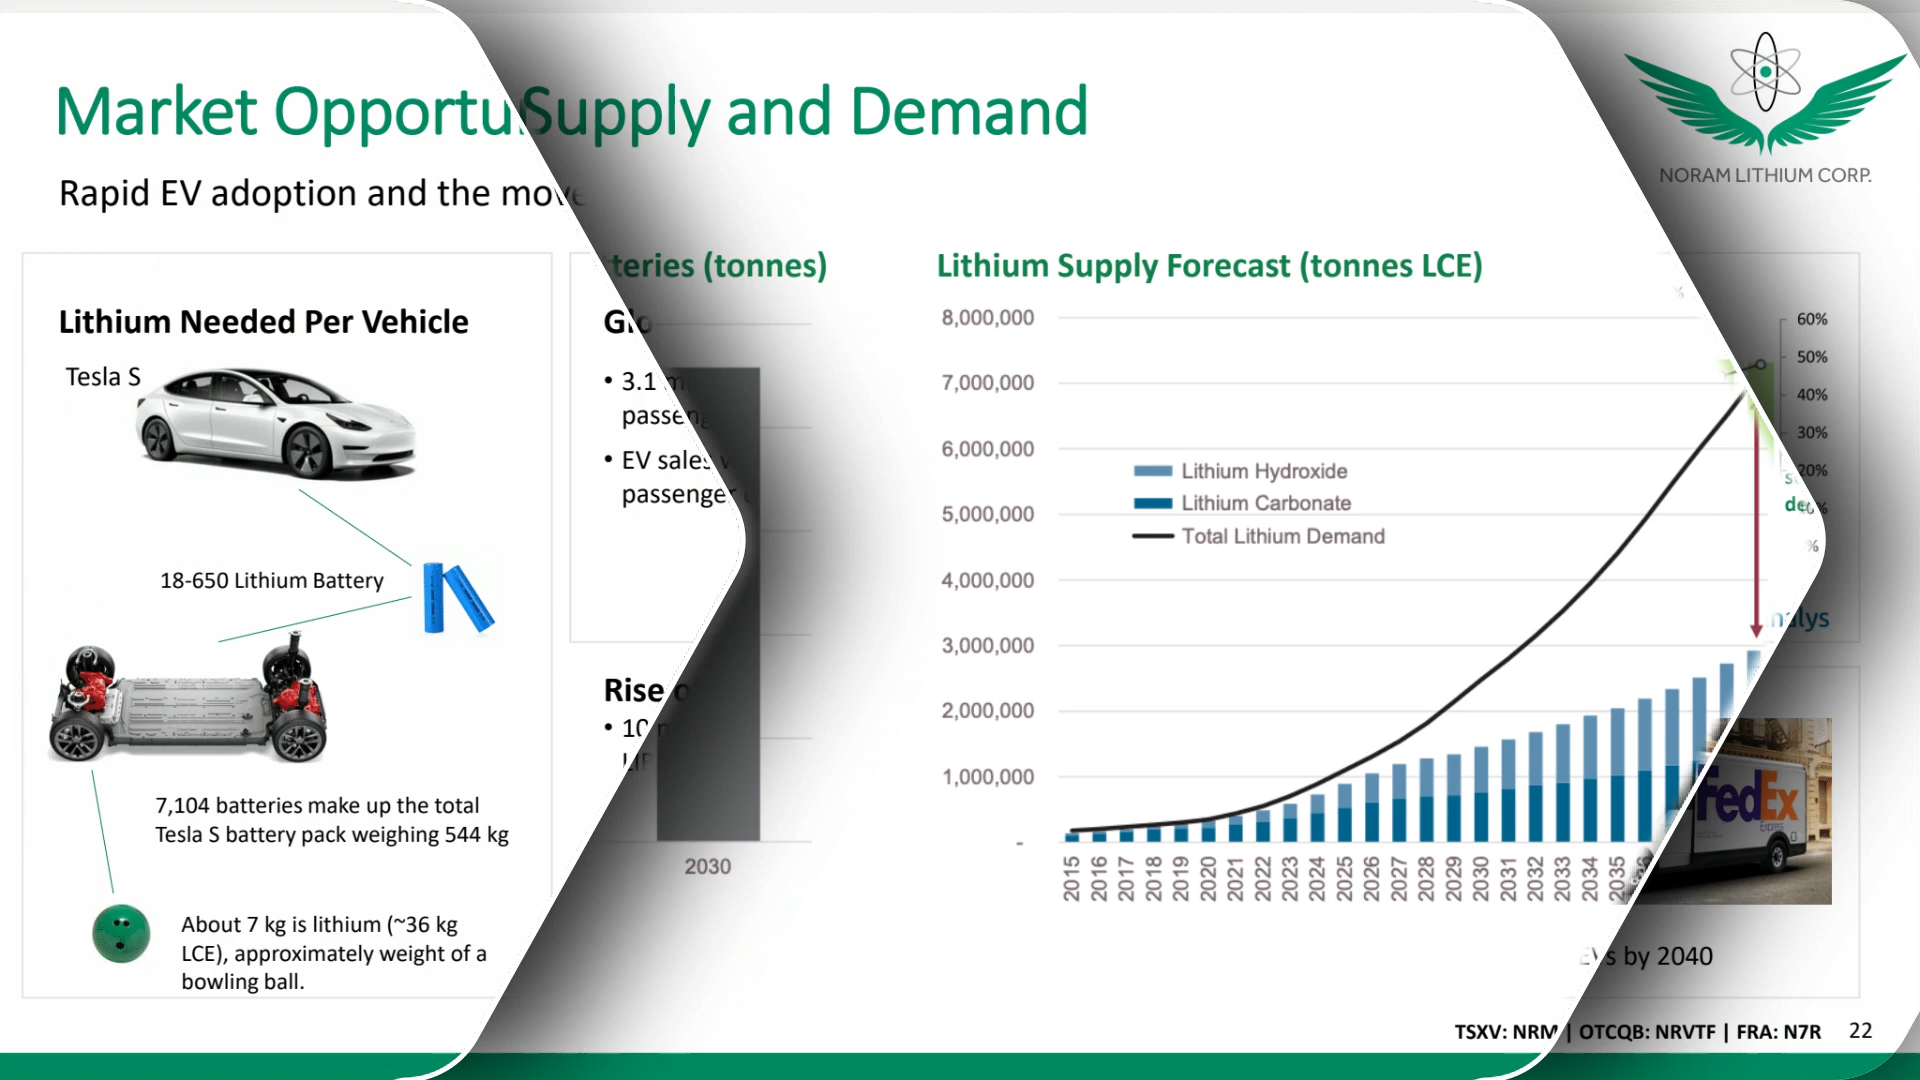 Market Opportu
Supply and Demand
NORAM LITHIUM CORP.
Rapid EV adoption and the move
Lithium Needed Per Vehicle
Tesla S
18-650 Lithium Battery
7,104 batteries make up the total
Tesla S battery pack weighing 544 kg
About 7 kg is lithium (~36 kg
LCE), approximately weight of a
bowling ball.
teries (tonnes)
Glo
• 3.1 m
passeng
• EV sales
passenger
Rise o
• 10
2030
Lithium Supply Forecast (tonnes LCE)
8,000,000
7,000,000
6,000,000
5,000,000
4,000,000
3,000,000
2,000,000
1,000,000
-
Lithium Hydroxide
Lithium Carbonate
Total Lithium Demand
2015
2016
2017
2018
2019
2020
2021
2022
2023
2024
2025
2026
2027
2028
2029
2030
2031
2032
2033
2034
2035
60%
50%
40%
30%
20%
%
de
nalys
FedEx
Express
EVs by 2040
TSXV: NRM | OTCQB: NRVTF | FRA: N7R
22